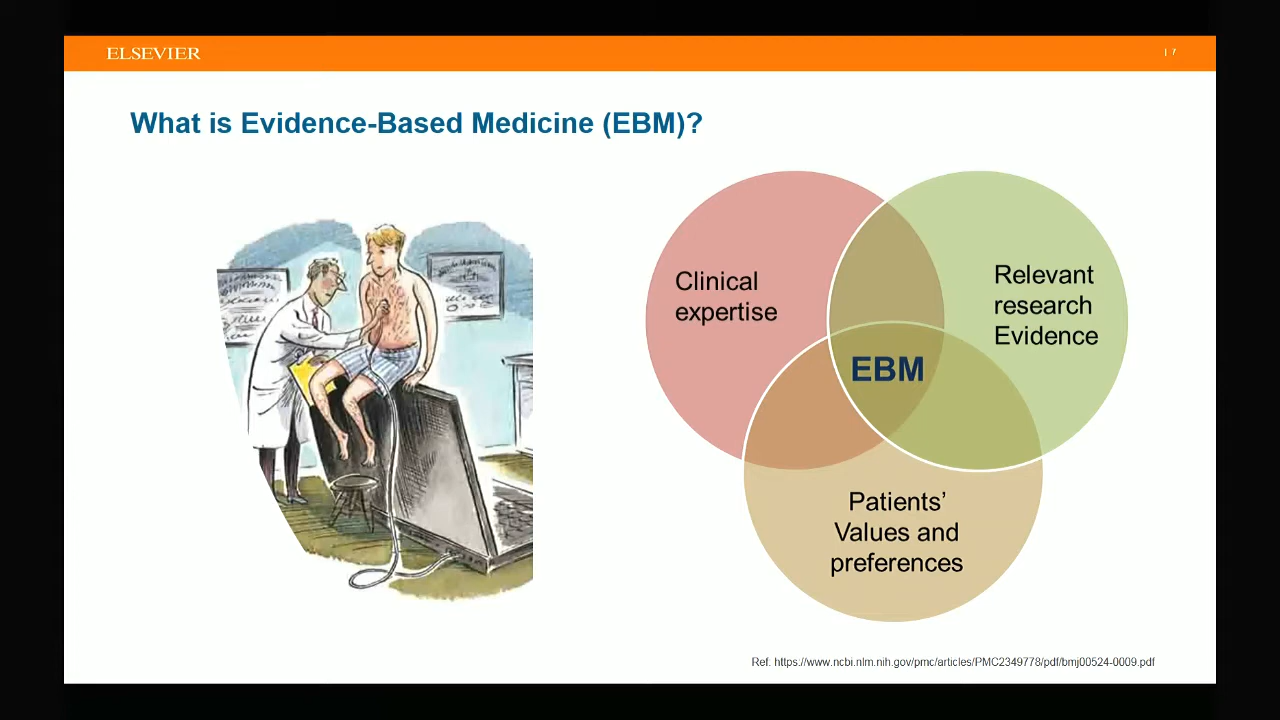 ELSEVIER
| 7
What is Evidence-Based Medicine (EBM)?
Clinical
expertise
Relevant
research
Evidence
EBM
Patients’
Values and
preferences
Ref. https://www.ncbi.nlm.nih.gov/pmc/articles/PMC2349778/pdf/bmj00524-0009.pdf